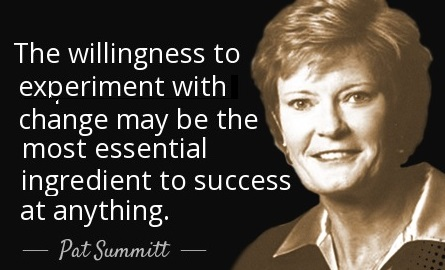 The willingness to
experiment with
change may be the
most essential
ingredient to success
at anything.
Pat Summitt